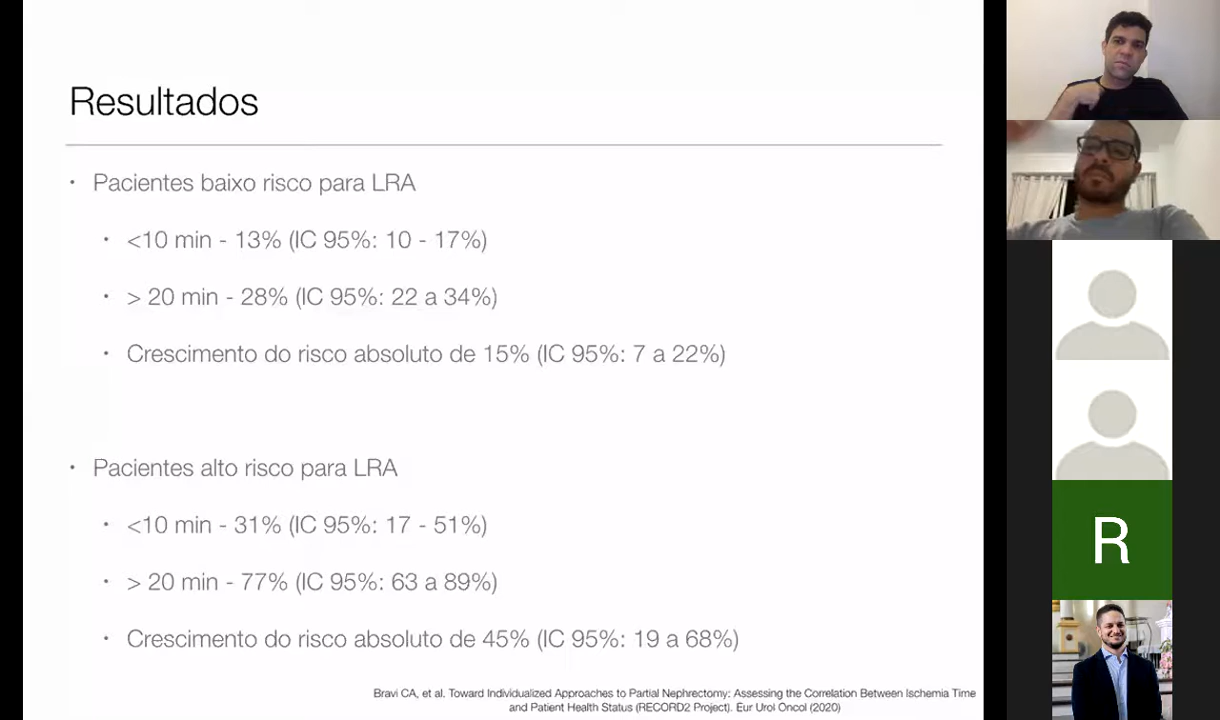 Resultados
• Pacientes baixo risco para LRA
• <10 min - 13% (IC 95%: 10 - 17%)
• > 20 min - 28% (IC 95%: 22 a 34%)
• Crescimento do risco absoluto de 15% (IC 95%: 7 a 22%)
• Pacientes alto risco para LRA
• <10 min - 31% (IC 95%: 17 - 51%)
• > 20 min - 77% (IC 95%: 63 a 89%)
• Crescimento do risco absoluto de 45% (IC 95%: 19 a 68%)
Bravi CA, et al. Toward Individualized Approaches to Partial Nephrectomy: Assessing the Correlation Between Ischemia Time
and Patient Health Status (RECORD2 Project). Eur Urol Oncol (2020)
R